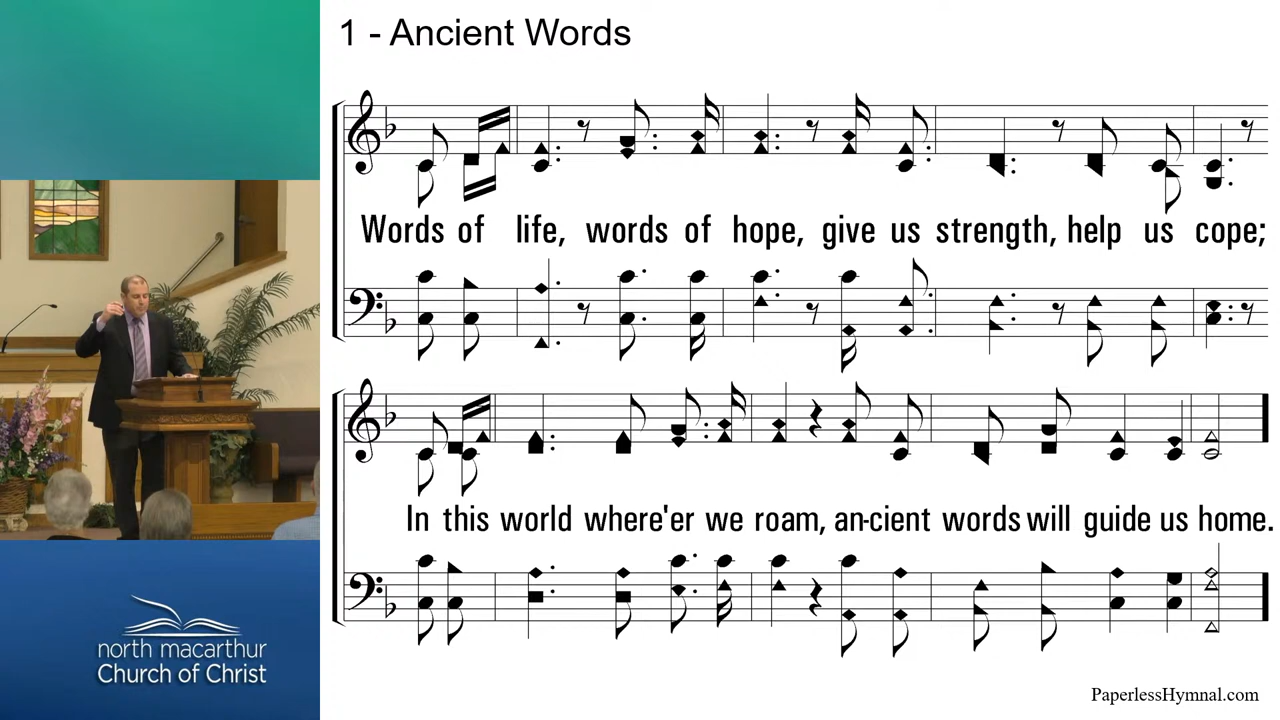 1 - Ancient Words
Words of life, words of hope, give us strength, help us cope;
In this world where'er we roam, an-cient words will guide us home.
PaperlessHymnal.com
north macarthur
Church of Christ